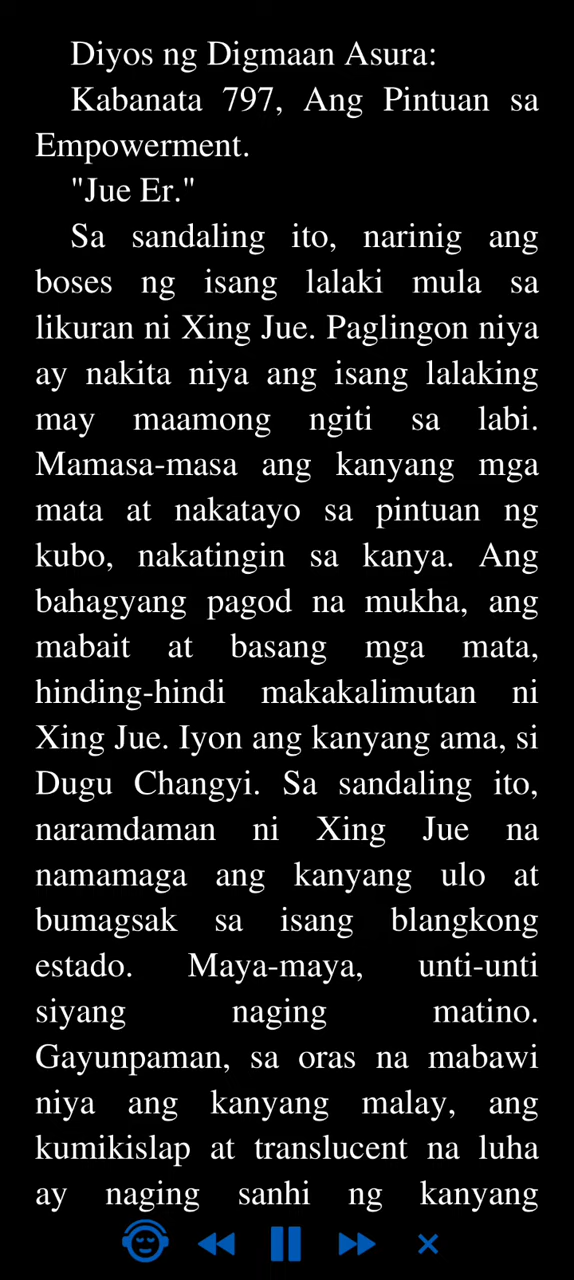 Diyos ng Digmaan Asura:
Kabanata 797, Ang Pintuan sa
Empowerment.
"Jue Er."
Sa sandaling ito, narinig ang
boses ng isang lalaki mula sa
likuran ni Xing Jue. Paglingon niya
ay nakita niya ang isang lalaking
may maamong ngiti sa labi.
Mamasa-masa ang kanyang mga
mata at nakatayo sa pintuan ng
kubo, nakatingin sa kanya. Ang
bahagyang pagod na mukha, ang
mabait at basang mga mata,
hinding-hindi makakalimutan ni
Xing Jue. Iyon ang kanyang ama, si
Dugu Changyi. Sa sandaling ito,
naramdaman ni Xing Jue na
namamaga ang kanyang ulo at
bumagsak sa isang blangkong
estado. Maya-maya, unti-unti
siyang naging matino.
Gayunpaman, sa oras na mabawi
niya ang kanyang malay, ang
kumikislap at translucent na luha
ay naging sanhi ng kanyang